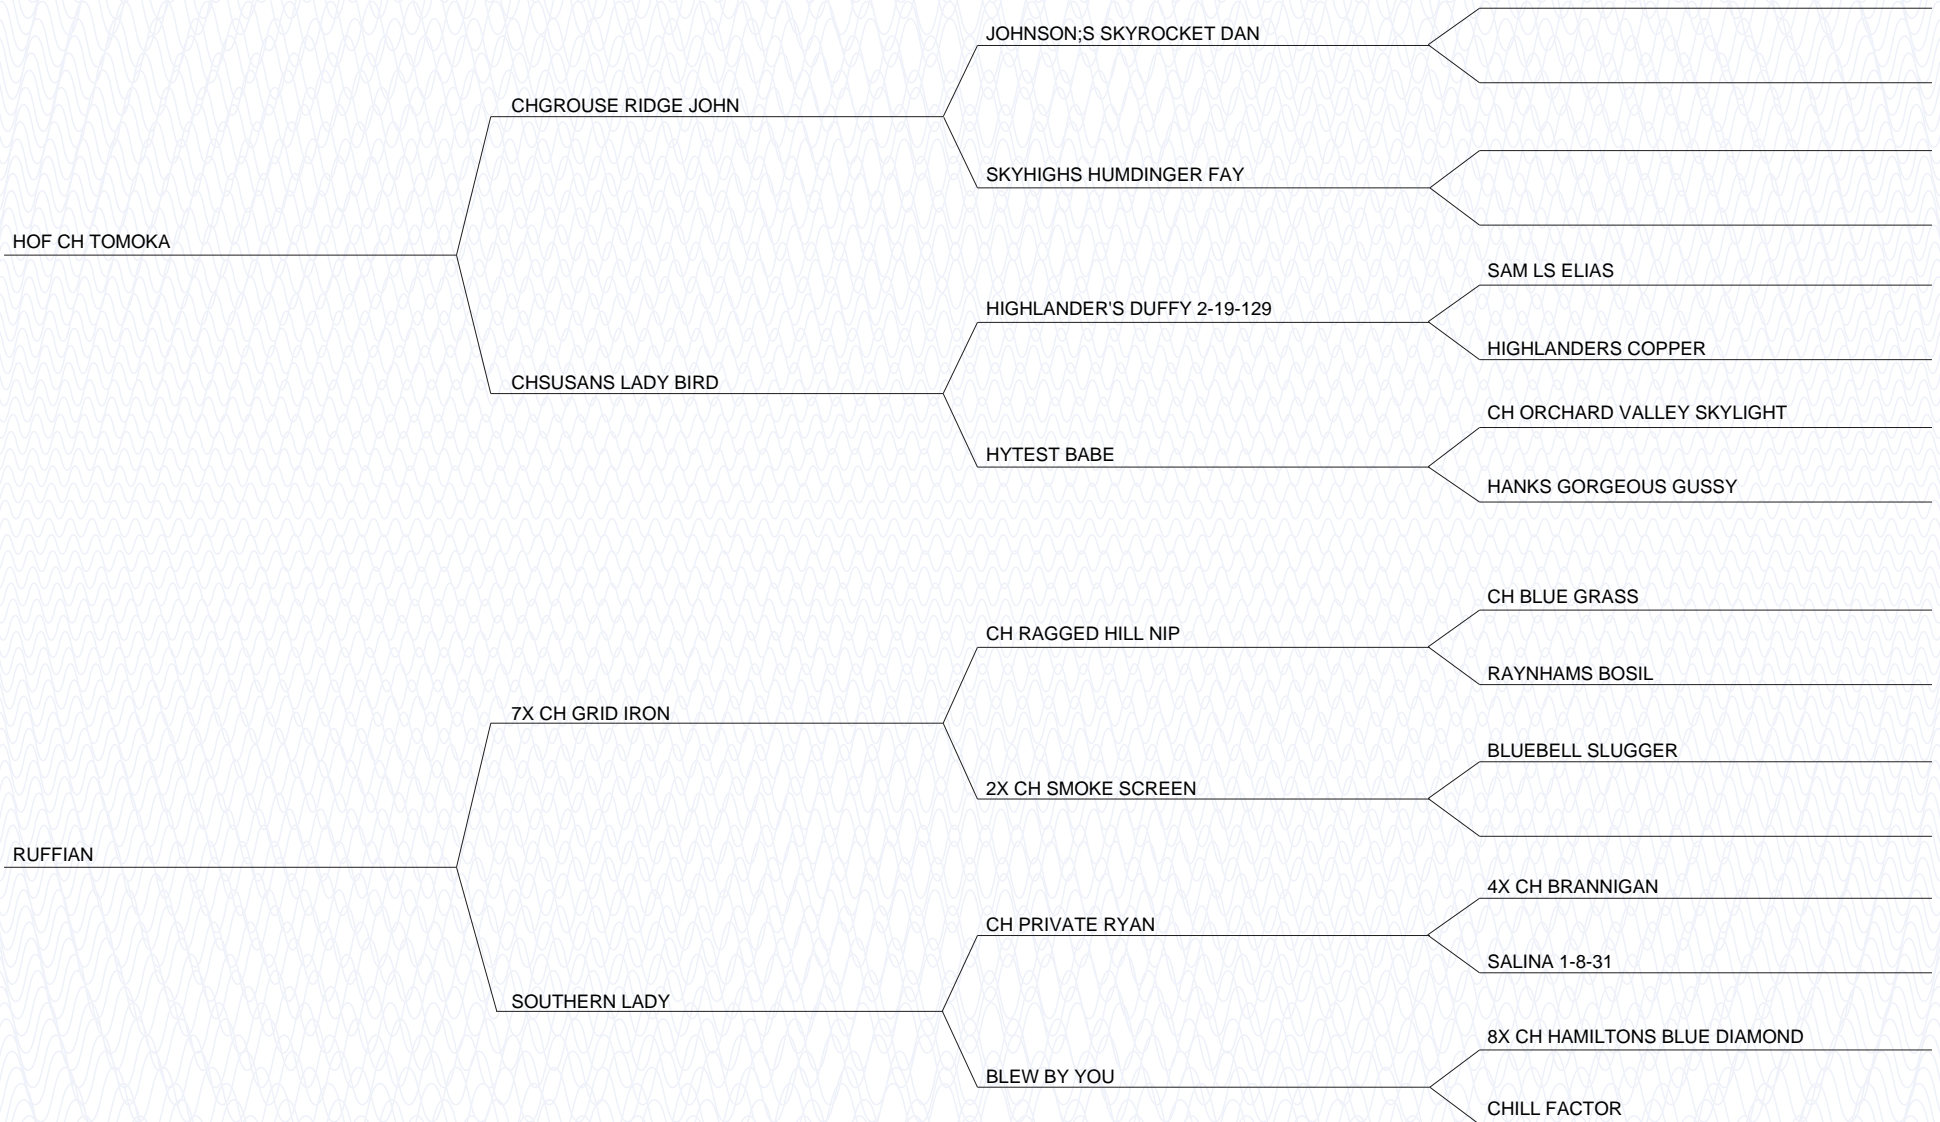 JOHNSON;S SKYROCKET DAN
CHGROUSE RIDGE JOHN
SKYHIGHS HUMDINGER FAY
HOF CH TOMOKA
SAM LS ELIAS
HIGHLANDER'S DUFFY 2-19-129
HIGHLANDERS COPPER
CHSUSANS LADY BIRD
CH ORCHARD VALLEY SKYLIGHT
HYTEST BABE
HANKS GORGEOUS GUSSY
CH BLUE GRASS
CH RAGGED HILL NIP
RAYNHAMS BOSIL
7X CH GRID IRON
BLUEBELL SLUGGER
2X CH SMOKE SCREEN
RUFFIAN
4X CH BRANNIGAN
CH PRIVATE RYAN
SALINA 1-8-31
SOUTHERN LADY
8X CH HAMILTONS BLUE DIAMOND
BLEW BY YOU
CHILL FACTOR